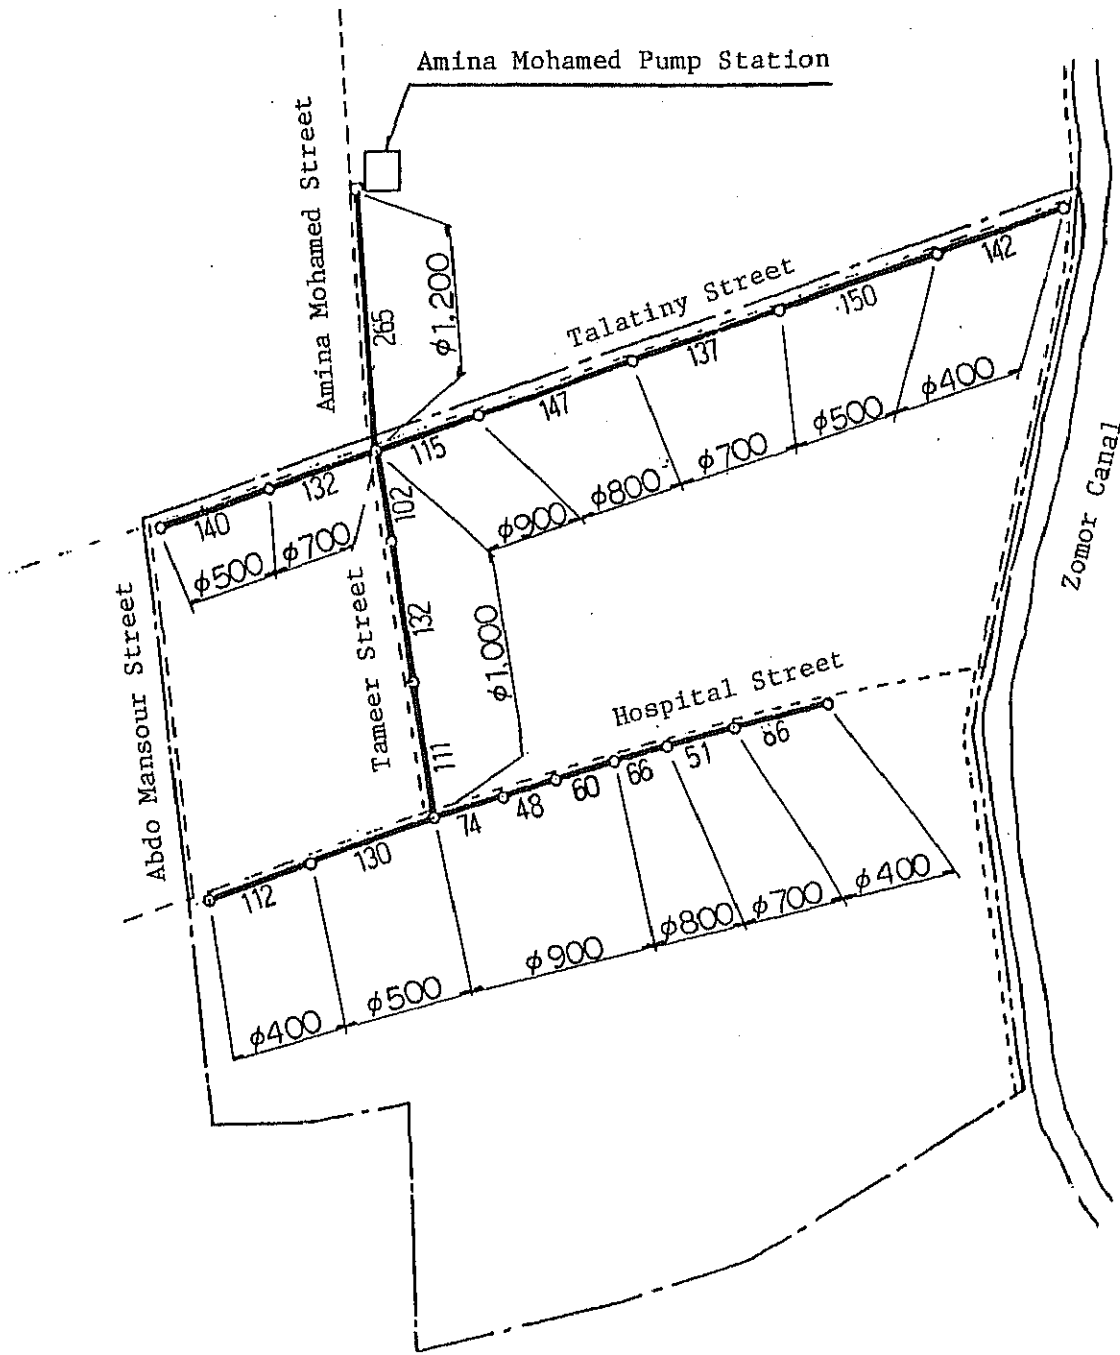 Amina Mohamed Pump Station
Amina Mohamed Street
265
φ1,200
Talatiny Street
140
132
115
147
137
150
142
φ500
φ700
φ900
φ800
φ700
φ500
φ400
Zomor Canal
102
132
111
φ1,000
Tameer Street
Abdo Mansour Street
Hospital Street
112
130
74
48
60
66
51
86
φ400
φ500
φ900
φ800
φ700
φ400